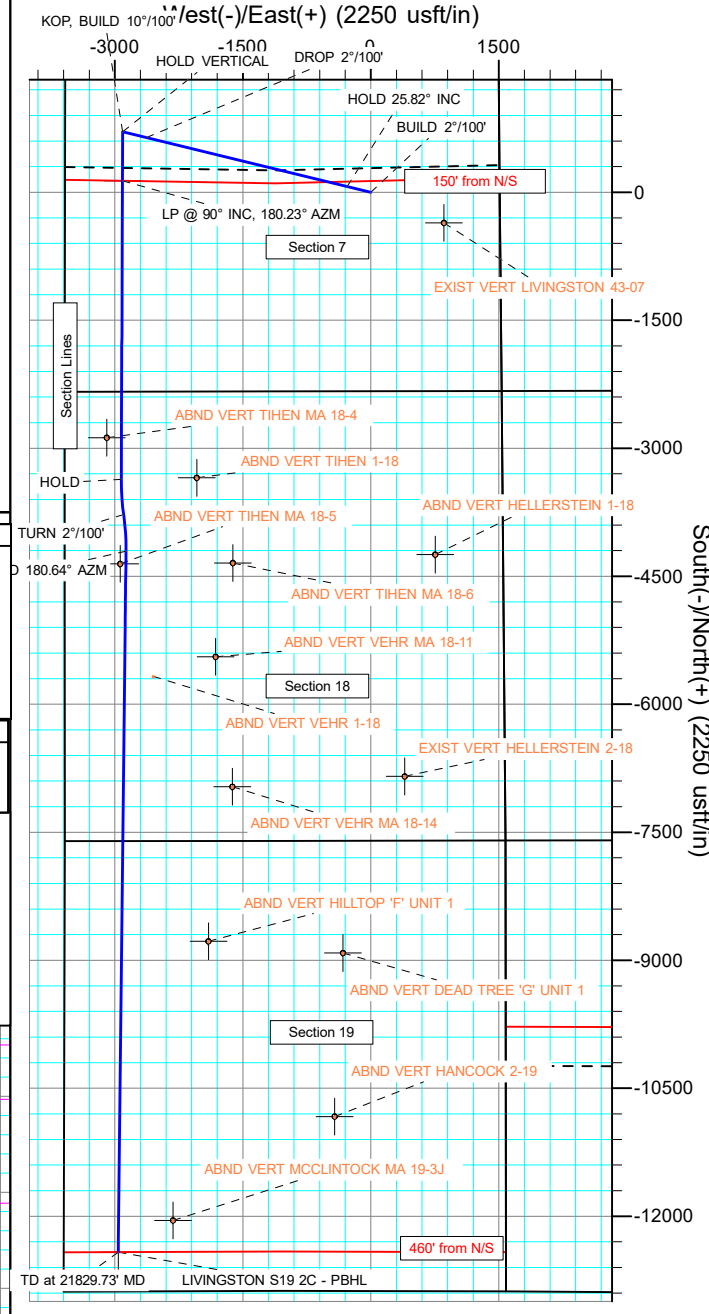 West(-)/East(+) (2250 usft/in)
KOP, BUILD 10°/100'
-3000
-1500
0
1500
HOLD VERTICAL
DROP 2°/100'
HOLD 25.82° INC
BUILD 2°/100'
150' from N/S
0
LP @ 90° INC, 180.23° AZM
Section 7
EXIST VERT LIVINGSTON 43-07
-1500
Section Lines
ABND VERT TIHEN MA 18-4
-3000
ABND VERT TIHEN 1-18
HOLD
ABND VERT HELLERSTEIN 1-18
ABND VERT TIHEN MA 18-5
TURN 2°/100'
D 180.64° AZM
-4500
ABND VERT TIHEN MA 18-6
South(-)/North(+) (2250 usft/in)
ABND VERT VEHR MA 18-11
Section 18
-6000
ABND VERT VEHR 1-18
EXIST VERT HELLERSTEIN 2-18
ABND VERT VEHR MA 18-14
-7500
ABND VERT HILLTOP 'F' UNIT 1
-9000
ABND VERT DEAD TREE 'G' UNIT 1
Section 19
ABND VERT HANCOCK 2-19
-10500
ABND VERT MCCLINTOCK MA 19-3J
-12000
460' from N/S
TD at 21829.73' MD
LIVINGSTON S19 2C - PBHL